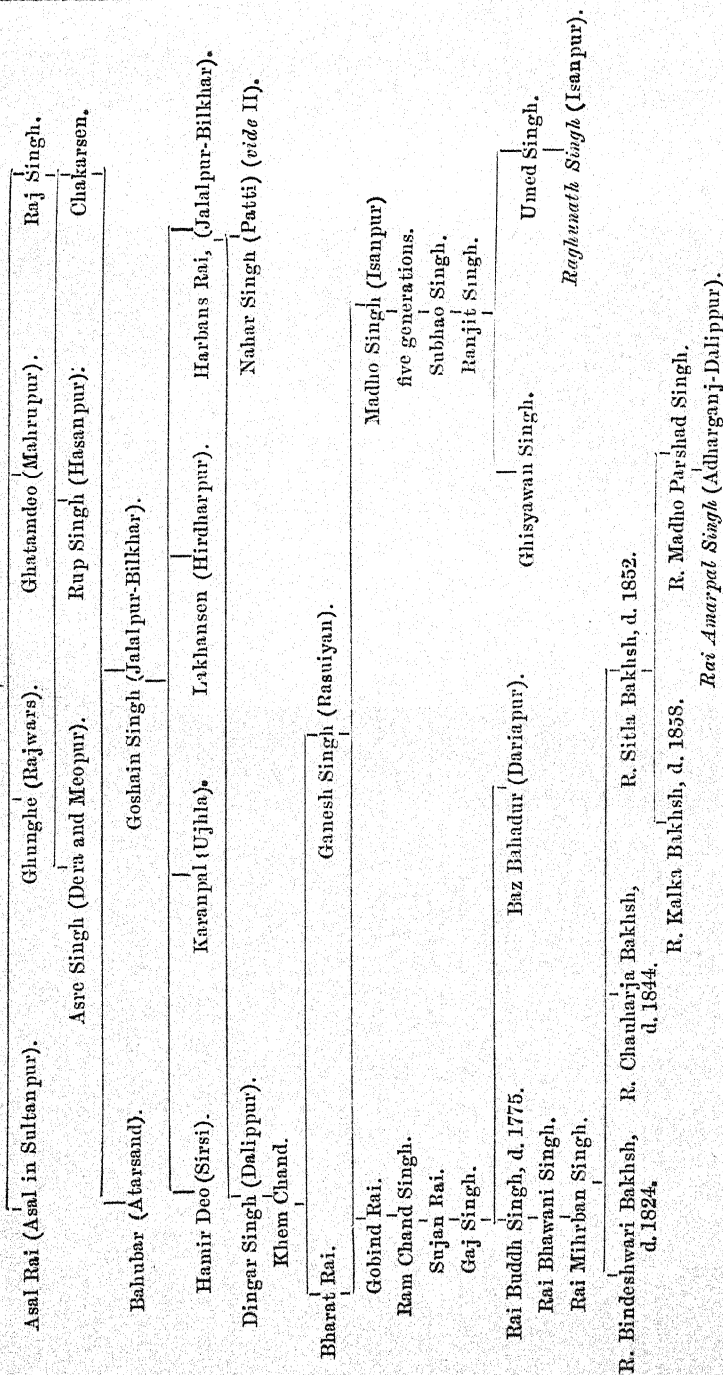 Asal Rai (Asal in Sultanpur). Ghunghe (Rajwars). Ghatamdeo (Mahrupur). Raj Singh.
Asre Singh (Dera and Meopur). Rup Singh (Hasanpur): Chakarsen.
Bahubar (Atarsand). Goshain Singh (Jalalpur-Bilkhar).
Hamir Deo (Sirsi). Karanpal (Ujhla). Lakhansen (Hirdharpur). Harbans Rai, (Jalalpur-Bilkhar).
Dingar Singh (Dalippur). Nahar Singh (Patti) (vide II).
Khem Chand.
Bharat Rai. Ganesh Singh (Rasuiyan).
Gobind Rai. Madho Singh (Isanpur)
Ram Chand Singh. five generations.
Sujan Rai. Subhao Singh.
Gaj Singh. Ranjit Singh.
Rai Buddh Singh, d. 1775. Baz Bahadur (Dariapur). Ghisyawan Singh. Umed Singh.
Rai Bhawani Singh.
Rai Mihrban Singh. Raghunath Singh (Isanpur).
R. Bindeshwari Bakhsh, R. Chauharja Bakhsh, R. Sitla Bakhsh, d. 1852.
d. 1824. d. 1844.
R. Kalka Bakhsh, d. 1858. R. Madho Parshad Singh.
Rai Amarpal Singh (Adharganj-Dalippur).